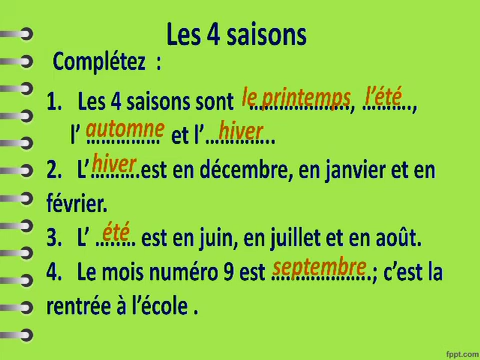 Les 4 saisons
Complétez :
1. Les 4 saisons sont le printemps, l'été,
l' automne et l' hiver.
2. L' hiver est en décembre, en janvier et en
février.
3. L' été est en juin, en juillet et en août.
4. Le mois numéro 9 est septembre.; c'est la
rentrée à l'école .
fppt.com